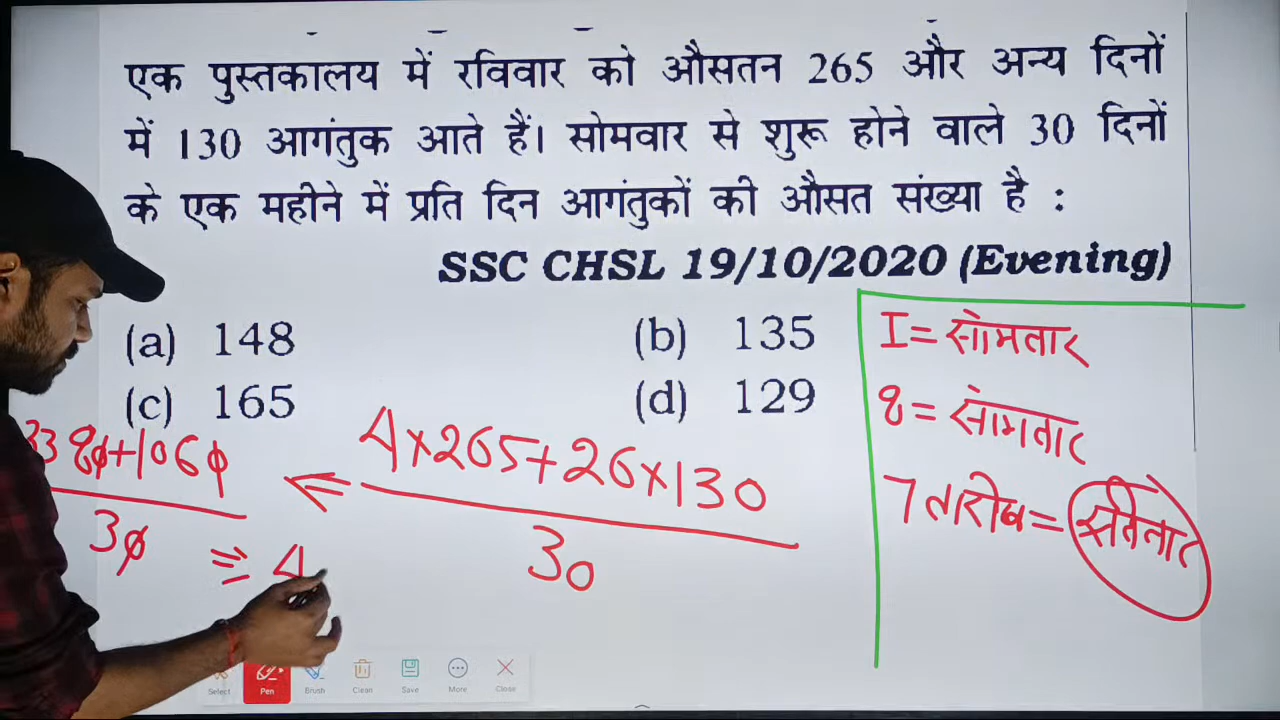 एक पुस्तकालय में रविवार को औसतन 265 और अन्य दिनों
में 130 आगंतुक आते हैं। सोमवार से शुरू होने वाले 30 दिनों
के एक महीने में प्रति दिन आगंतुकों की औसत संख्या है :
SSC CHSL 19/10/2020 (Evening)
(a) 148 (b) 135
(c) 165 (d) 129
I = सोमवार
8 = सोमवार
7 तारीख = रविवार
4×265+26×130
30
3380+1060
30
⇒ 4
Select Pen Brush Clean Save More Close